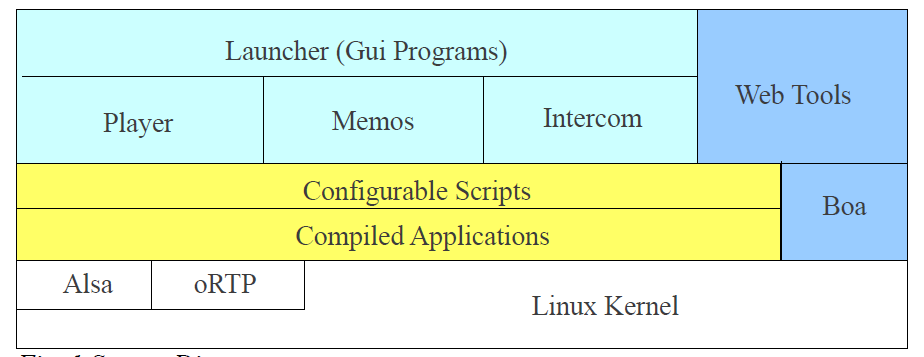 Launcher (Gui Programs)
Web Tools
Player
Memos
Intercom
Configurable Scripts
Boa
Compiled Applications
Alsa
oRTP
Linux Kernel